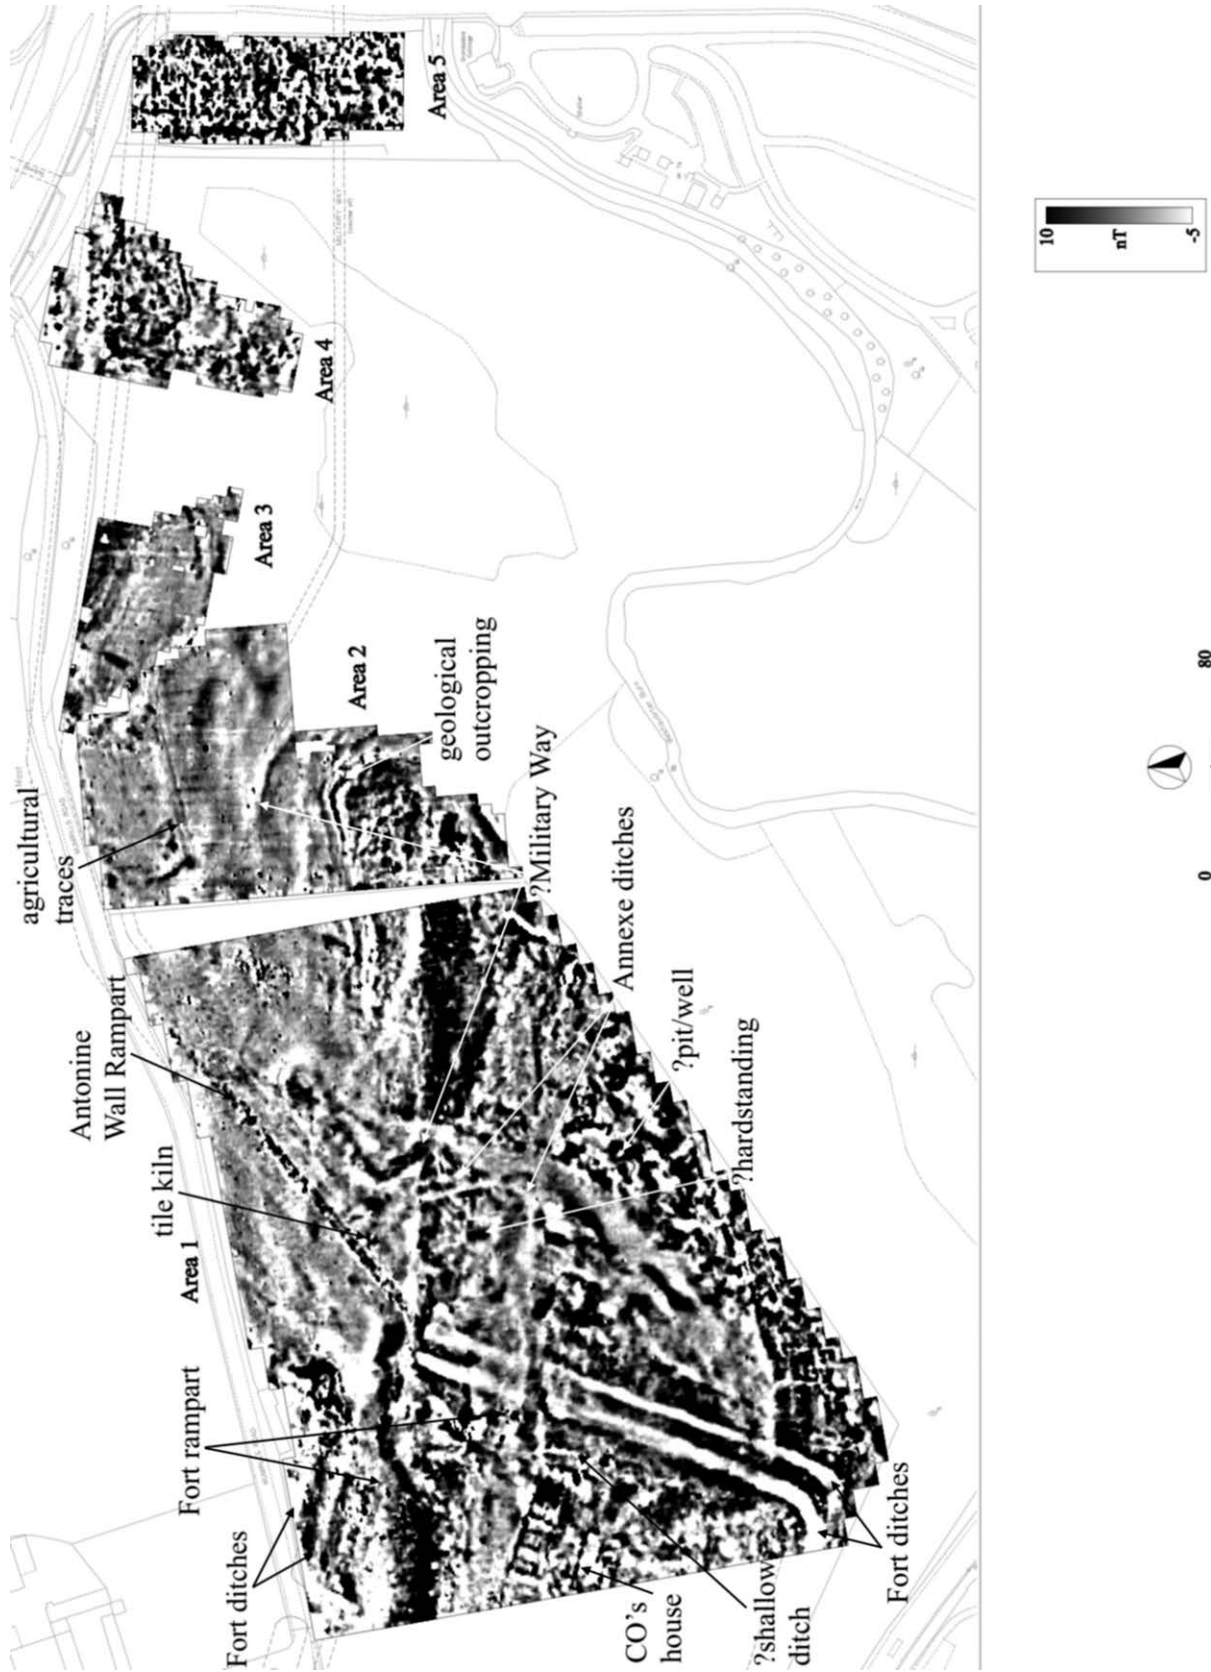 Area 5
MILITARY WAY
Area 4
Area 3
agricultural
traces
Area 2
geological
outcropping
?Military Way
Antonine
Wall Rampart
Annexe ditches
tile kiln
?pit/well
Area 1
?hardstanding
Fort rampart
Fort ditches
CO's
house
?shallow
ditch
Fort ditches
10
nT
-5
0
80